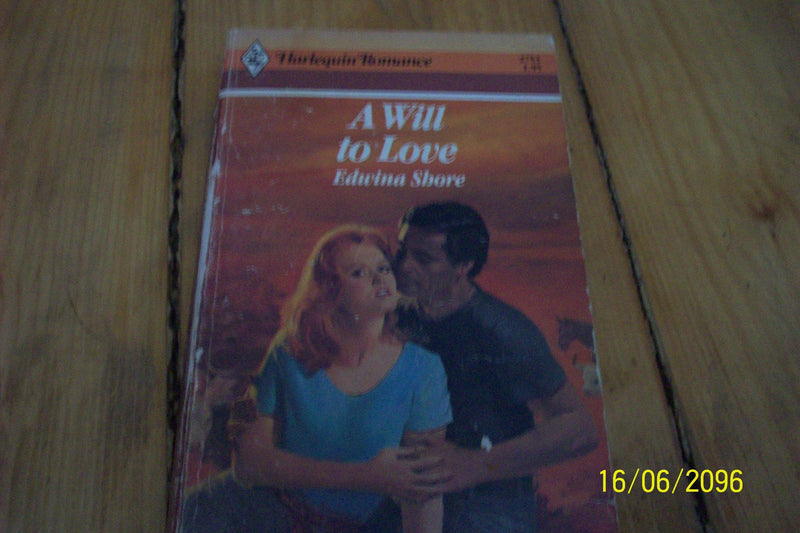 Harlequin Romance
A Will
to Love
Edwina Shore
16/06/2096